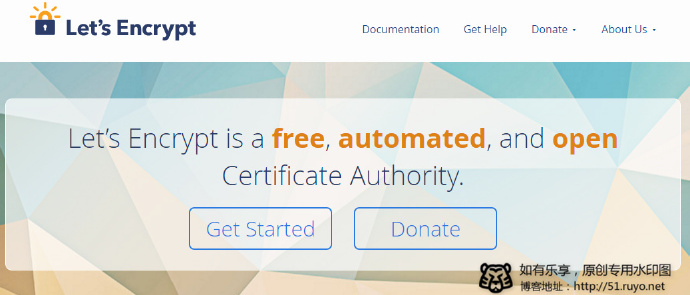 Let's Encrypt
Documentation Get Help Donate About Us
Let's Encrypt is a free, automated, and open
Certificate Authority.
Get Started Donate
如有乐享，原创专用水印图
博客地址：http://51.ruyo.net